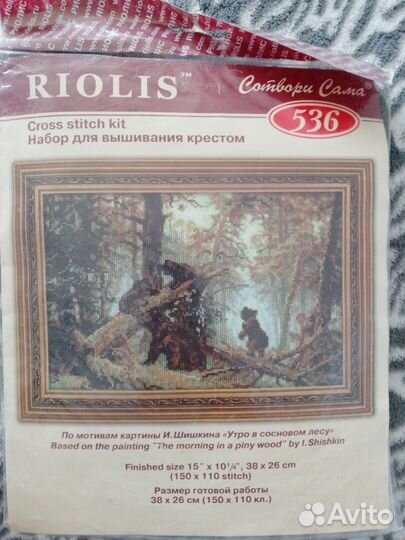 RIOLIS™
Сотвори Сама®
536
Cross stitch kit
Набор для вышивания крестом
По мотивам картины И.Шишкина «Утро в сосновом лесу»
Based on the painting "The morning in a piny wood" by I.Shishkin
Finished size 15" x 10¼", 38 x 26 cm
(150 x 110 stitch)
Размер готовой работы
38 x 26 см (150 x 110 кл.)
Avito